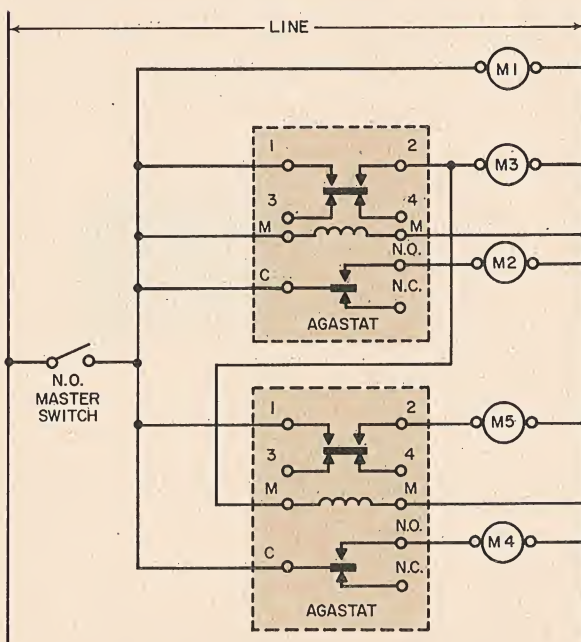 LINE
M1
1 2
M3
3 4
M M
N.O.
M2
C
N.C.
AGASTAT
N.O.
MASTER
SWITCH
1 2
M5
3 4
M M
N.O.
M4
C
N.C.
AGASTAT